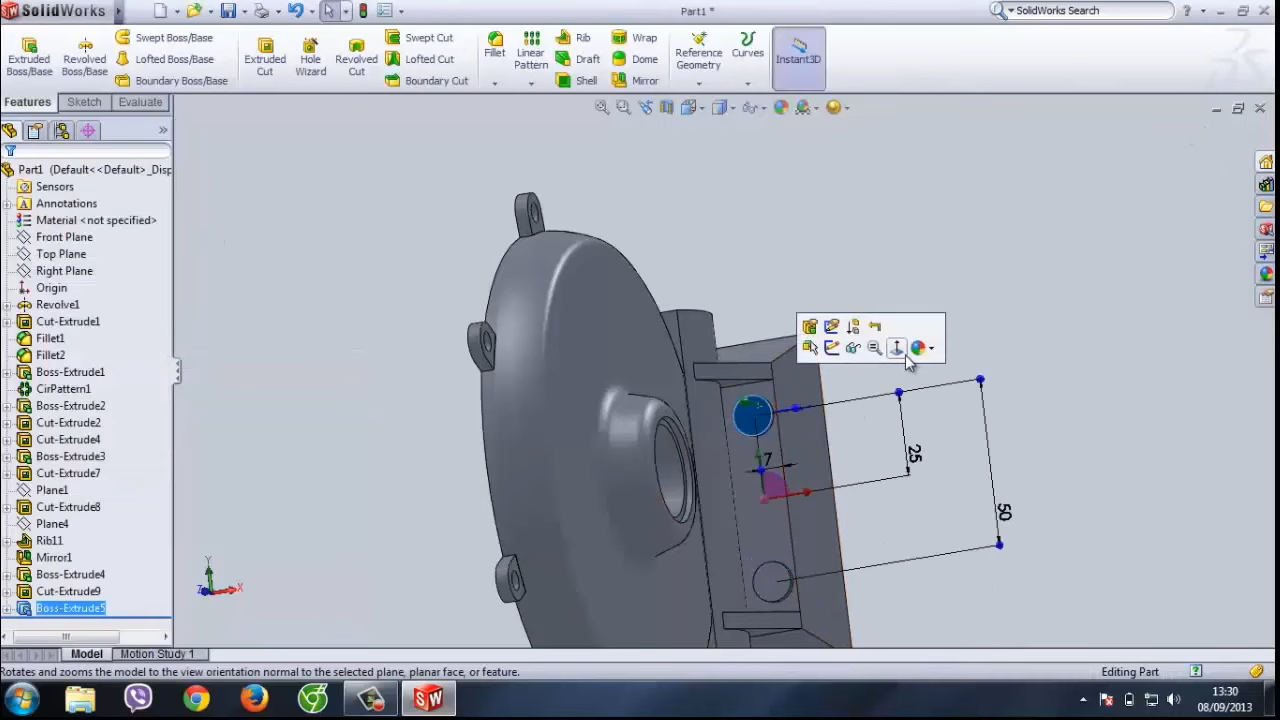 SolidWorks
Part1 *
SolidWorks Search
Extruded Boss/Base
Revolved Boss/Base
Swept Boss/Base
Lofted Boss/Base
Boundary Boss/Base
Extruded Cut
Hole Wizard
Revolved Cut
Swept Cut
Lofted Cut
Boundary Cut
Fillet
Linear Pattern
Rib
Draft
Shell
Wrap
Dome
Mirror
Reference Geometry
Curves
Instant3D
Features
Sketch
Evaluate
Part1 (Default<<Default>_Disp
Sensors
Annotations
Material <not specified>
Front Plane
Top Plane
Right Plane
Origin
Revolve1
Cut-Extrude1
Fillet1
Fillet2
Boss-Extrude1
CirPattern1
Boss-Extrude2
Cut-Extrude2
Cut-Extrude4
Boss-Extrude3
Cut-Extrude7
Plane1
Cut-Extrude8
Plane4
Rib11
Mirror1
Boss-Extrude4
Cut-Extrude9
Boss-Extrude5
7
25
50
Y
Z
X
Model
Motion Study 1
Rotates and zooms the model to the view orientation normal to the selected plane, planar face, or feature.
Editing Part
13:30
08/09/2013